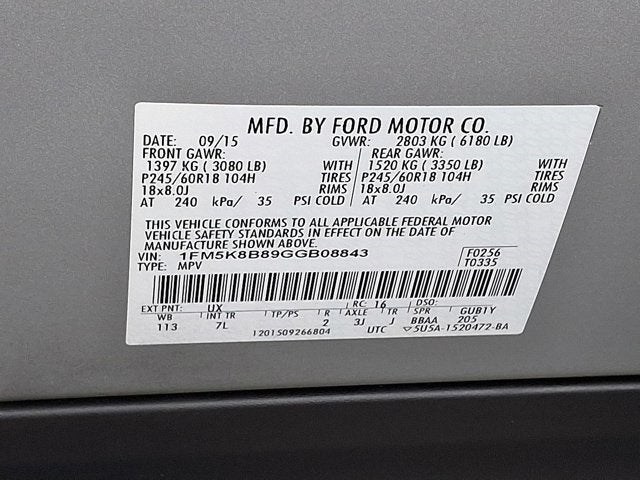 MFD. BY FORD MOTOR CO.
DATE: 09/15 GVWR: 2803 KG ( 6180 LB)
FRONT GAWR: REAR GAWR:
1397 KG ( 3080 LB) WITH 1520 KG ( 3350 LB) WITH
P245/60R18 104H TIRES P245/60R18 104H TIRES
18x8.0J RIMS 18x8.0J RIMS
AT 240 kPa/ 35 PSI COLD AT 240 kPa/ 35 PSI COLD
THIS VEHICLE CONFORMS TO ALL APPLICABLE FEDERAL MOTOR
VEHICLE SAFETY STANDARDS IN EFFECT ON THE DATE OF
MANUFACTURE SHOWN ABOVE.
VIN: 1FM5K8B89GGB08843 F0256
TYPE: MPV T0335
EXT PNT: UX RC: 16 DSO:
WB INT TR TP/PS R AXLE TR SPR GUB1Y
113 7L 2 3J J BBAA 205
1201509266804 UTC ▽5U5A-1520472-BA